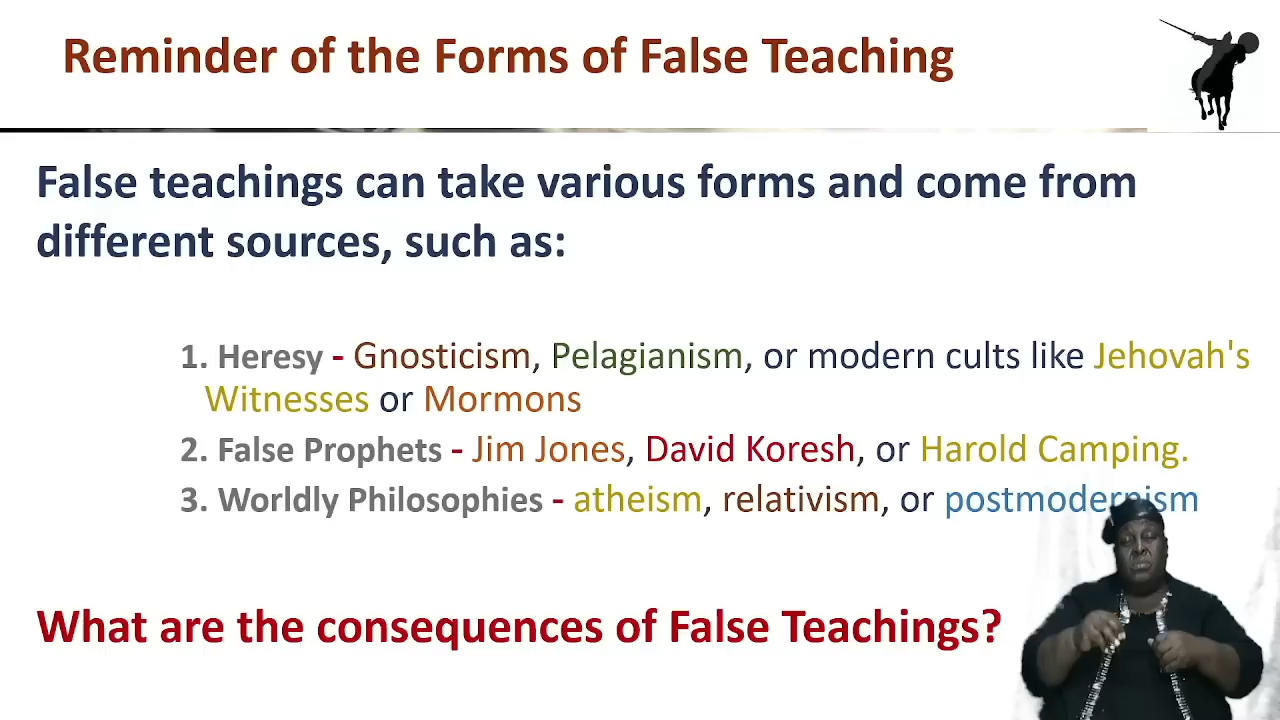 Reminder of the Forms of False Teaching
False teachings can take various forms and come from
different sources, such as:
1. Heresy - Gnosticism, Pelagianism, or modern cults like Jehovah's
Witnesses or Mormons
2. False Prophets - Jim Jones, David Koresh, or Harold Camping.
3. Worldly Philosophies - atheism, relativism, or postmodernism
What are the consequences of False Teachings?